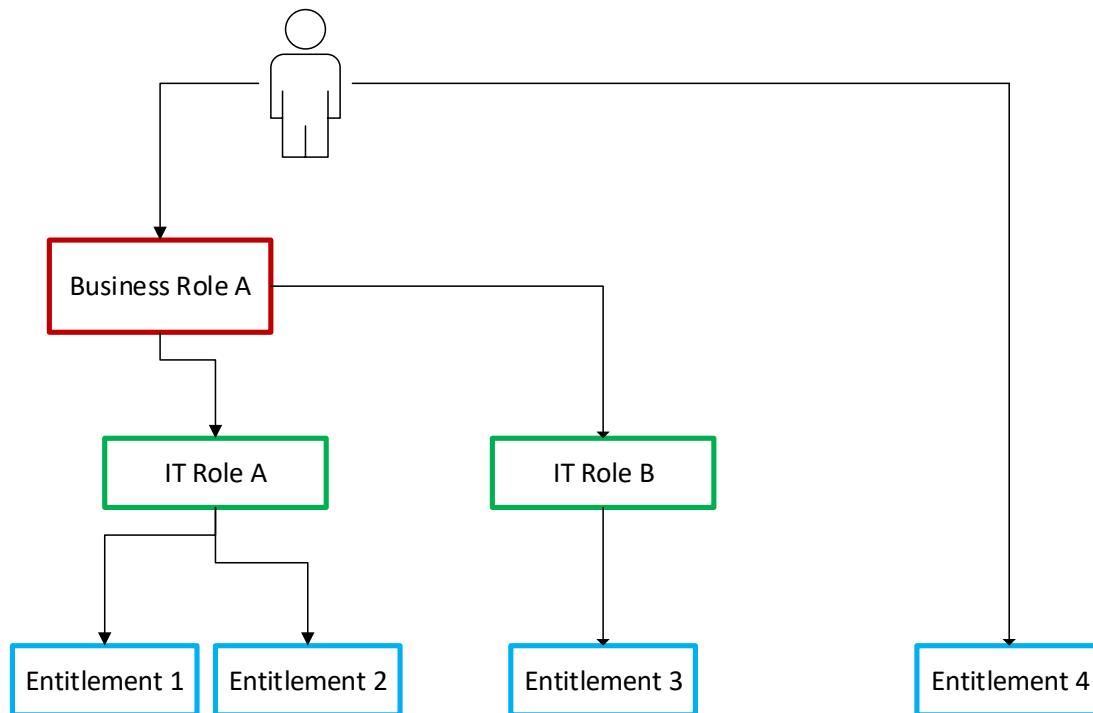 Business Role A
IT Role A
IT Role B
Entitlement 1
Entitlement 2
Entitlement 3
Entitlement 4